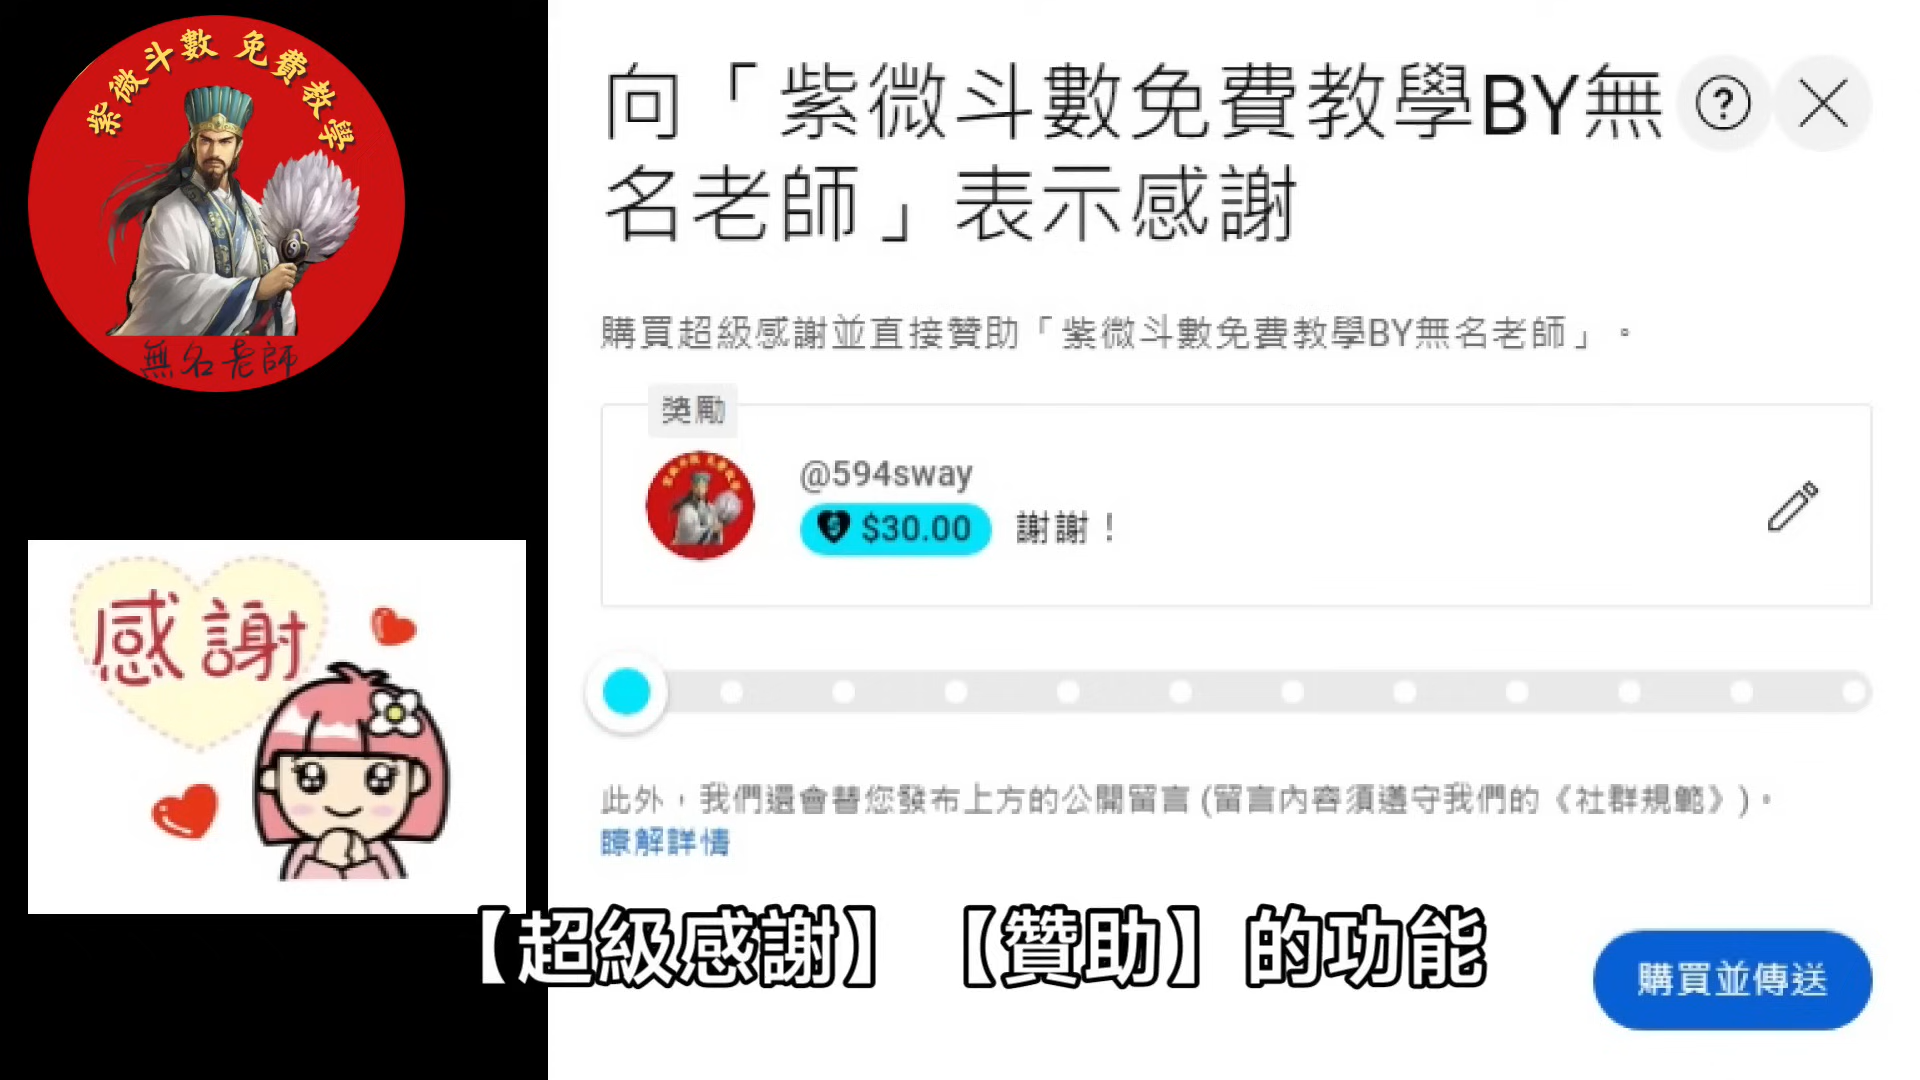 紫微斗數 免費教學
無名老師
感謝
向「紫微斗數免費教學BY無
名老師」表示感謝
購買超級感謝並直接贊助「紫微斗數免費教學BY無名老師」。
獎勵
@594sway
$30.00 謝謝！
此外，我們還會替您發布上方的公開留言 (留言內容須遵守我們的《社群規範》)。
瞭解詳情
【超級感謝】【贊助】的功能
購買並傳送